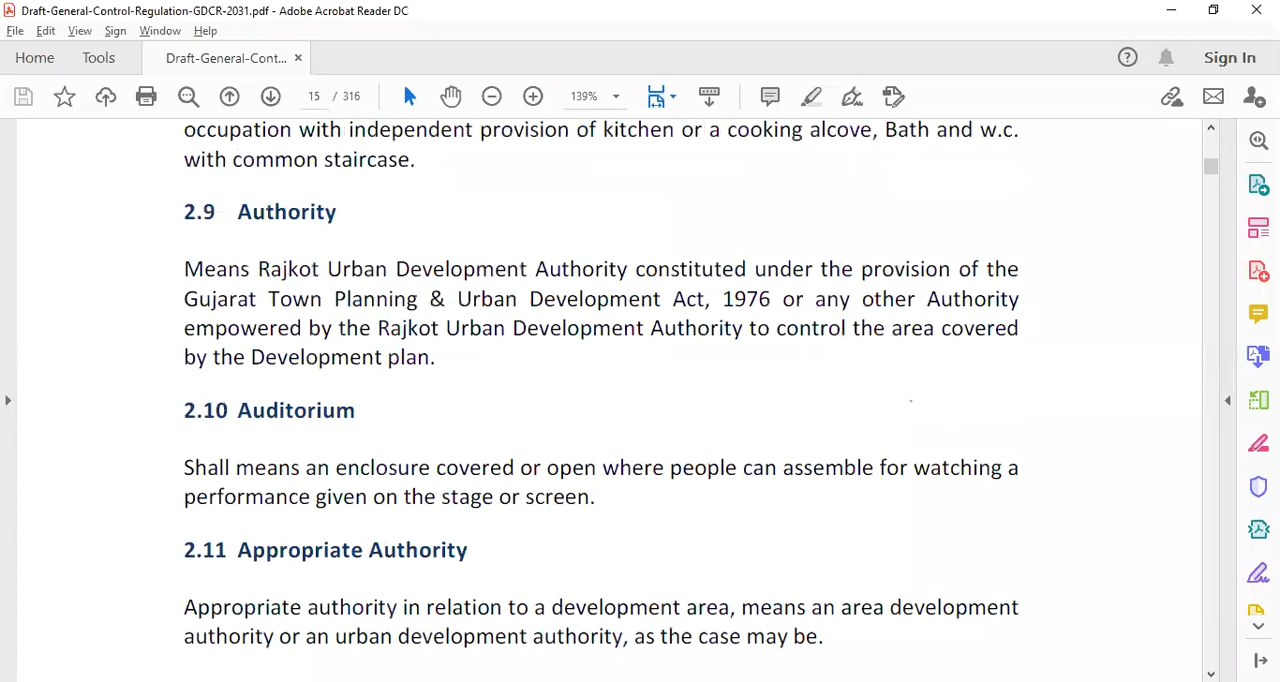 Draft-General-Control-Regulation-GDCR-2031.pdf - Adobe Acrobat Reader DC
File Edit View Sign Window Help
Home Tools Draft-General-Cont... × Sign In
15 / 316 139%
occupation with independent provision of kitchen or a cooking alcove, Bath and w.c.
with common staircase.
2.9 Authority
Means Rajkot Urban Development Authority constituted under the provision of the
Gujarat Town Planning & Urban Development Act, 1976 or any other Authority
empowered by the Rajkot Urban Development Authority to control the area covered
by the Development plan.
2.10 Auditorium
Shall means an enclosure covered or open where people can assemble for watching a
performance given on the stage or screen.
2.11 Appropriate Authority
Appropriate authority in relation to a development area, means an area development
authority or an urban development authority, as the case may be.